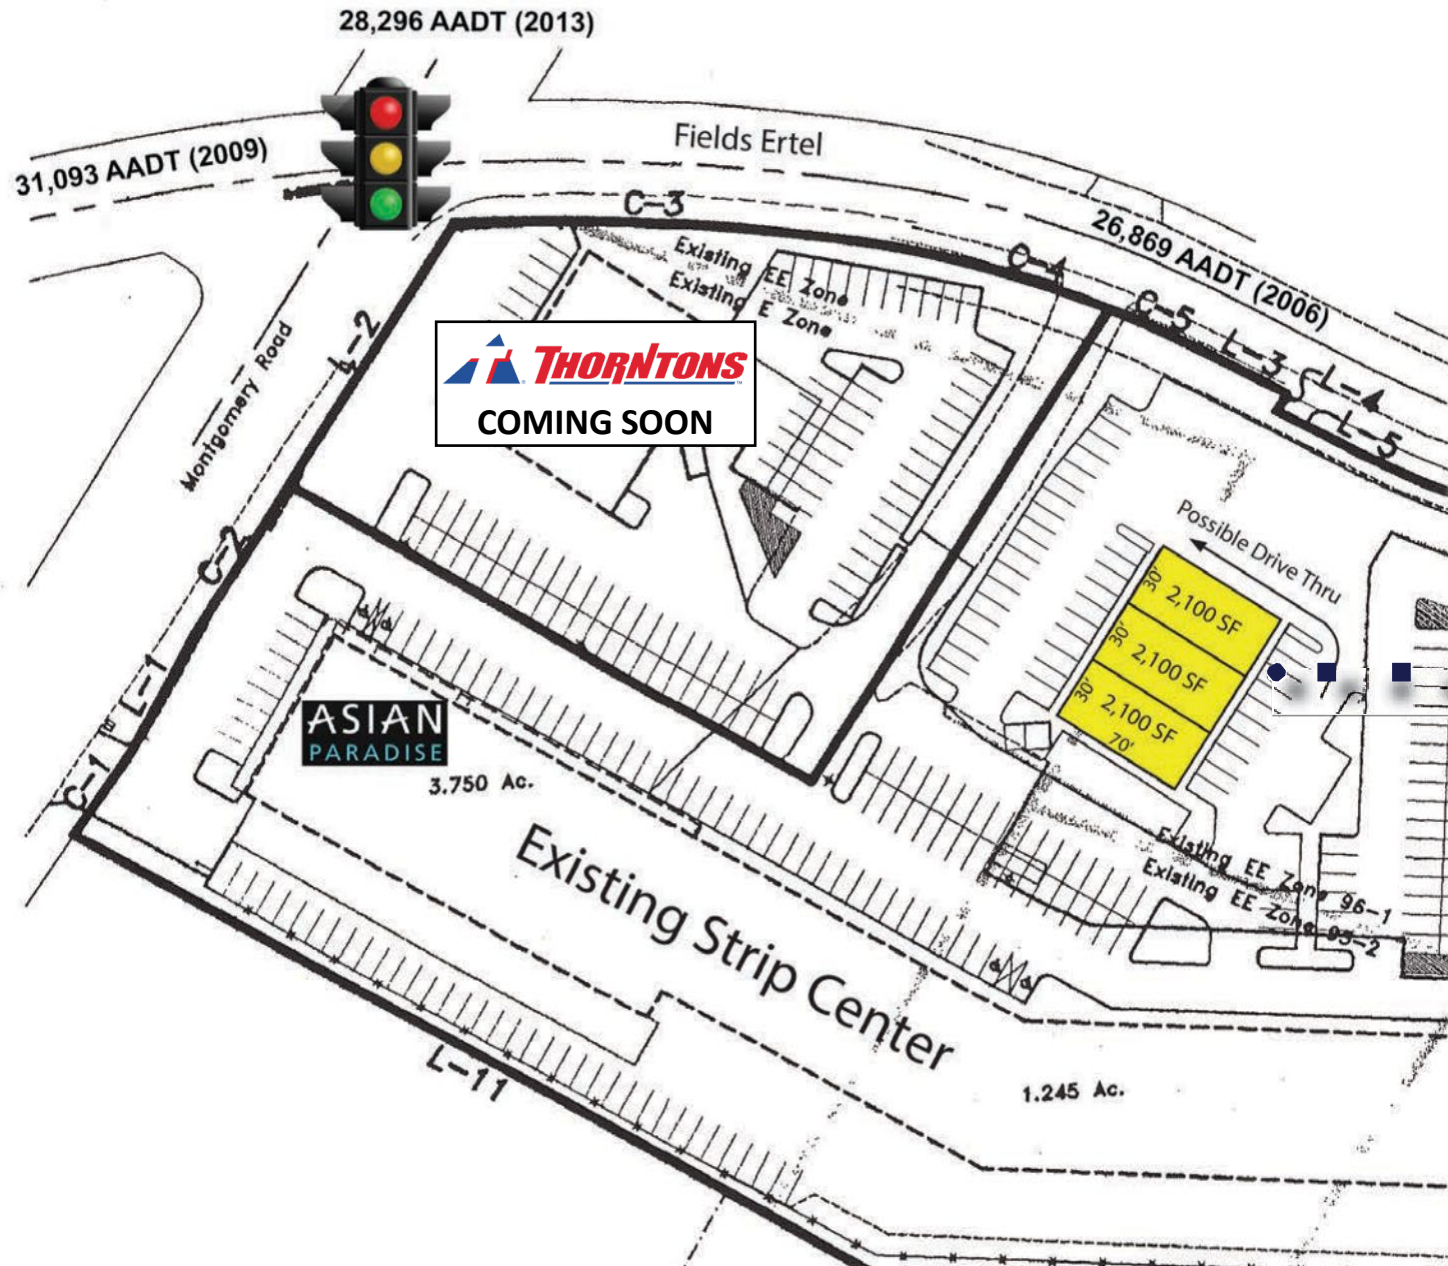 28,296 AADT (2013)
31,093 AADT (2009)
Fields Ertel
C-3
26,869 AADT (2006)
Existing EE Zone
Existing E Zone
C-4
C-5
L-3
L-4
L-5
L-2
Montgomery Road
THORNTONS
COMING SOON
C-2
Possible Drive Thru
30'
2,100 SF
30'
2,100 SF
30'
2,100 SF
70'
L-1
C-1
ASIAN
PARADISE
3.750 Ac.
Existing Strip Center
Existing EE Zone 96-1
Existing EE Zone 95-2
L-11
1.245 Ac.